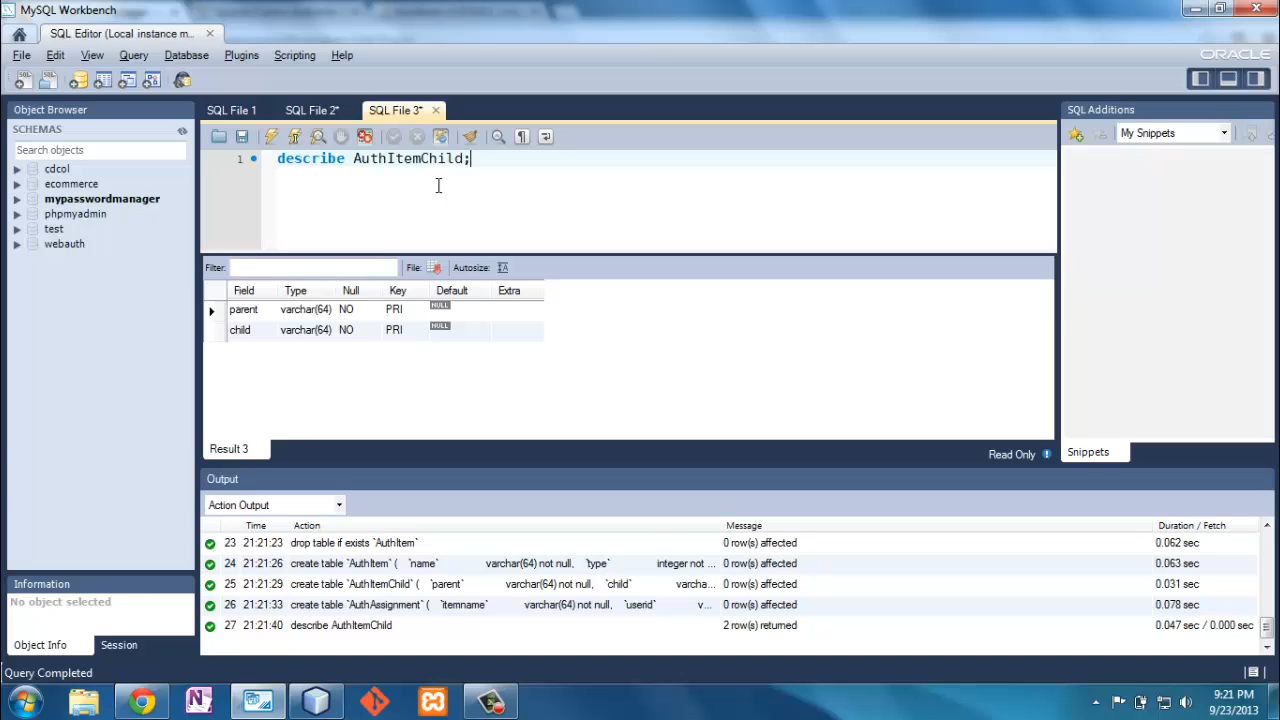 MySQL Workbench
SQL Editor (Local instance m...
File Edit View Query Database Plugins Scripting Help
ORACLE
Object Browser
SCHEMAS
Search objects
cdcol
ecommerce
mypasswordmanager
phpmyadmin
test
webauth
Information
No object selected
Object Info Session
SQL File 1 SQL File 2* SQL File 3*
1 describe AuthItemChild;
Filter: File: Autosize:
Field Type Null Key Default Extra
parent varchar(64) NO PRI NULL
child varchar(64) NO PRI NULL
Result 3
Read Only
SQL Additions
My Snippets
Snippets
Output
Action Output
Time Action Message Duration / Fetch
23 21:21:23 drop table if exists `AuthItem` 0 row(s) affected 0.062 sec
24 21:21:26 create table `AuthItem` ( `name` varchar(64) not null, `type` integer not ... 0 row(s) affected 0.063 sec
25 21:21:29 create table `AuthItemChild` ( `parent` varchar(64) not null, `child` varcha... 0 row(s) affected 0.031 sec
26 21:21:33 create table `AuthAssignment` ( `itemname` varchar(64) not null, `userid` v... 0 row(s) affected 0.078 sec
27 21:21:40 describe AuthItemChild 2 row(s) returned 0.047 sec / 0.000 sec
Query Completed
9:21 PM
9/23/2013